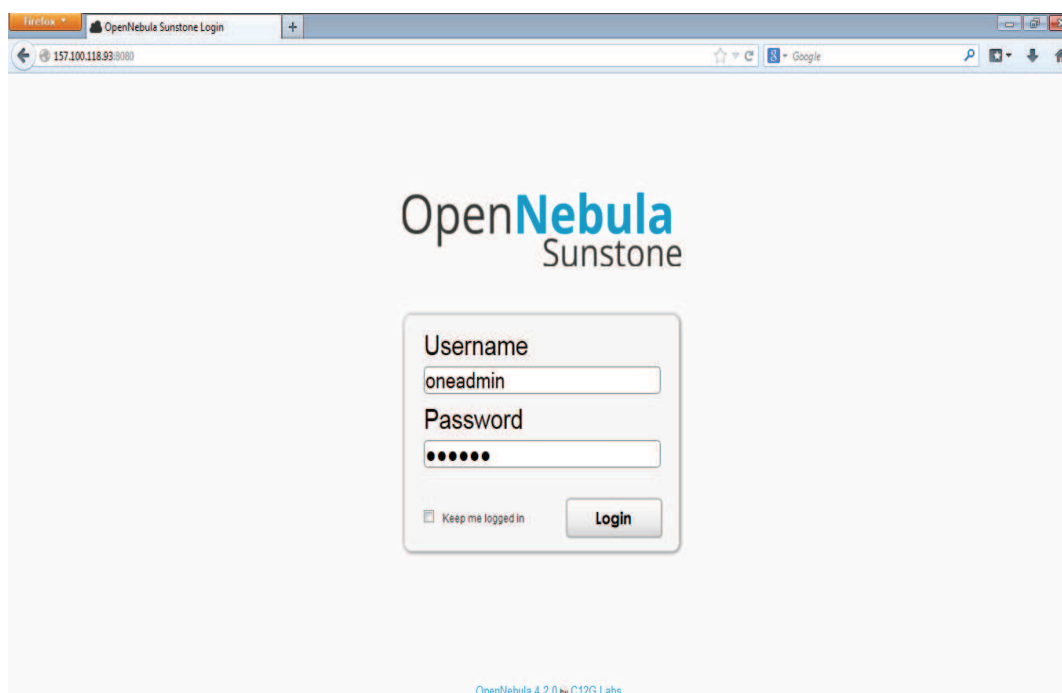 Firefox
OpenNebula Sunstone Login
+
157.100.118.93:8080
8 Google
OpenNebula
Sunstone
Username
oneadmin
Password
••••••
Keep me logged in
Login
OpenNebula 4.2.0 by C12G Labs